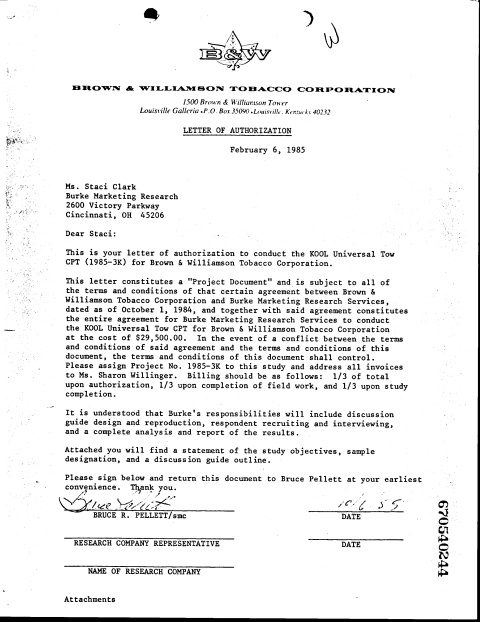 W
B&W
BROWN & WILLIAMSON TOBACCO CORPORATION
1500 Brown & Williamson Tower
Louisville Galleria • P.O. Box 35090 • Louisville, Kentucky 40232
LETTER OF AUTHORIZATION
February 6, 1985
Ms. Staci Clark
Burke Marketing Research
2600 Victory Parkway
Cincinnati, OH 45206
Dear Staci:
This is your letter of authorization to conduct the KOOL Universal Tow
CPT (1985-3K) for Brown & Williamson Tobacco Corporation.
This letter constitutes a "Project Document" and is subject to all of
the terms and conditions of that certain agreement between Brown &
Williamson Tobacco Corporation and Burke Marketing Research Services,
dated as of October 1, 1984, and together with said agreement constitutes
the entire agreement for Burke Marketing Research Services to conduct
the KOOL Universal Tow CPT for Brown & Williamson Tobacco Corporation
at the cost of $29,500.00. In the event of a conflict between the terms
and conditions of said agreement and the terms and conditions of this
document, the terms and conditions of this document shall control.
Please assign Project No. 1985-3K to this study and address all invoices
to Ms. Sharon Willinger. Billing should be as follows: 1/3 of total
upon authorization, 1/3 upon completion of field work, and 1/3 upon study
completion.
It is understood that Burke's responsibilities will include discussion
guide design and reproduction, respondent recruiting and interviewing,
and a complete analysis and report of the results.
Attached you will find a statement of the study objectives, sample
designation, and a discussion guide outline.
Please sign below and return this document to Bruce Pellett at your earliest
convenience. Thank you.
BRUCE R. PELLETT/smc
DATE
RESEARCH COMPANY REPRESENTATIVE
DATE
NAME OF RESEARCH COMPANY
Attachments
670540244